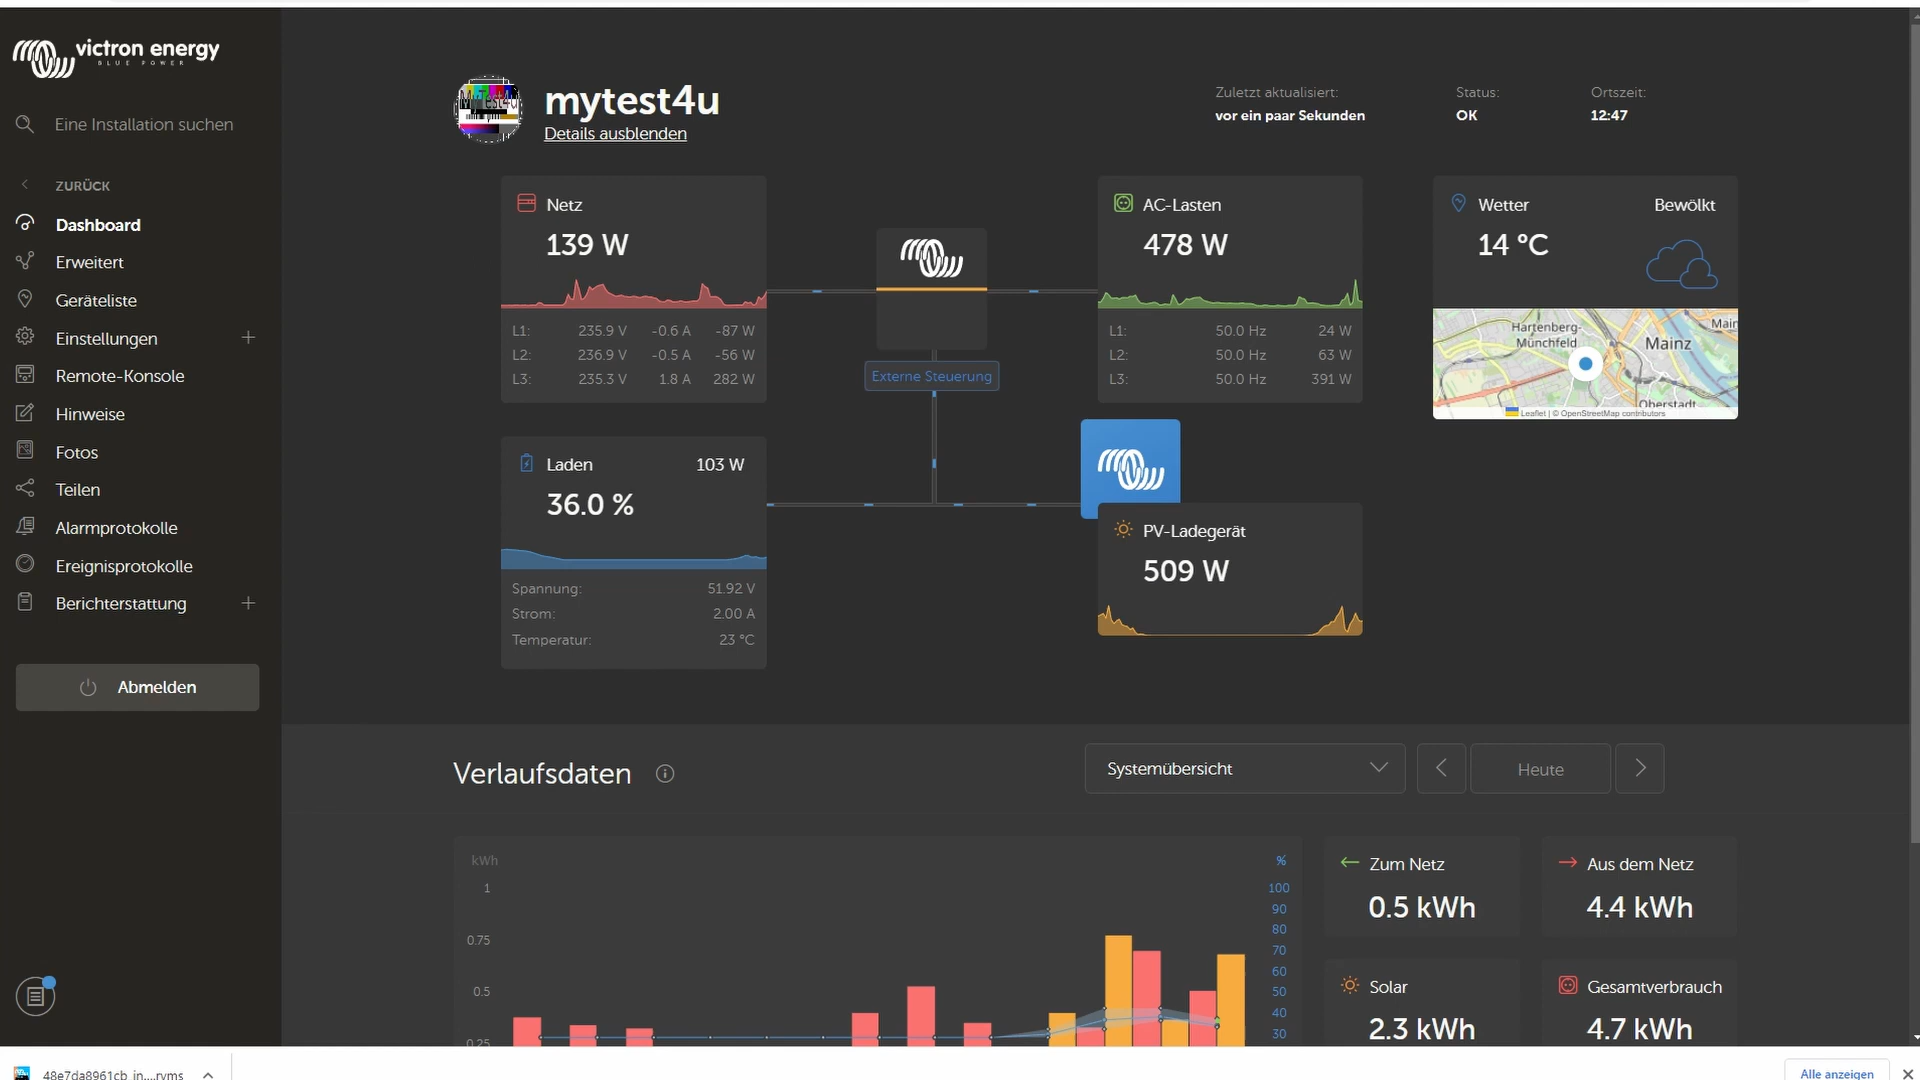 victron energy
BLUE POWER
Eine Installation suchen
ZURÜCK
Dashboard
Erweitert
Geräteliste
Einstellungen
Remote-Konsole
Hinweise
Fotos
Teilen
Alarmprotokolle
Ereignisprotokolle
Berichterstattung
Abmelden
MyTest4u
mytest4u
Details ausblenden
Zuletzt aktualisiert:
vor ein paar Sekunden
Status:
OK
Ortszeit:
12:47
Netz
139 W
L1: 235.9 V -0.6 A -87 W
L2: 236.9 V -0.5 A -56 W
L3: 235.3 V 1.8 A 282 W
Externe Steuerung
AC-Lasten
478 W
L1: 50.0 Hz 24 W
L2: 50.0 Hz 63 W
L3: 50.0 Hz 391 W
Wetter Bewölkt
14 °C
Hartenberg-
Münchfeld
Mainz
Mair
Oberstadt
Leaflet | © OpenStreetMap contributors
Laden 103 W
36.0 %
Spannung: 51.92 V
Strom: 2.00 A
Temperatur: 23 °C
PV-Ladegerät
509 W
Verlaufsdaten
Systemübersicht
Heute
kWh
1
0.75
0.5
0.25
%
100
90
80
70
60
50
40
30
Zum Netz
0.5 kWh
Aus dem Netz
4.4 kWh
Solar
2.3 kWh
Gesamtverbrauch
4.7 kWh
48e7da8961cb_in....rvms
Alle anzeigen